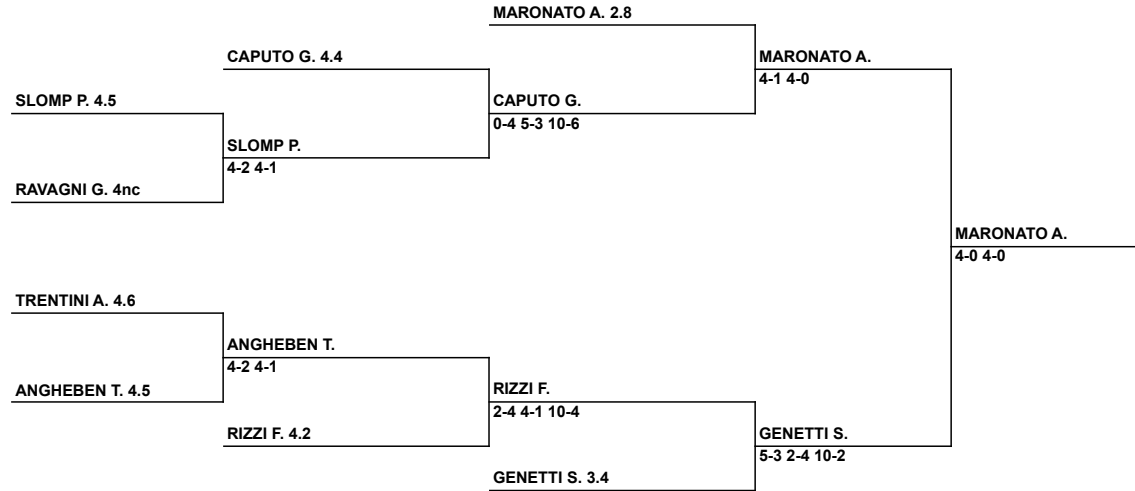 MARONATO A. 2.8
CAPUTO G. 4.4
MARONATO A.
4-1 4-0
SLOMP P. 4.5
CAPUTO G.
0-4 5-3 10-6
SLOMP P.
4-2 4-1
RAVAGNI G. 4nc
MARONATO A.
4-0 4-0
TRENTINI A. 4.6
ANGHEBEN T.
4-2 4-1
ANGHEBEN T. 4.5
RIZZI F.
2-4 4-1 10-4
RIZZI F. 4.2
GENETTI S.
5-3 2-4 10-2
GENETTI S. 3.4